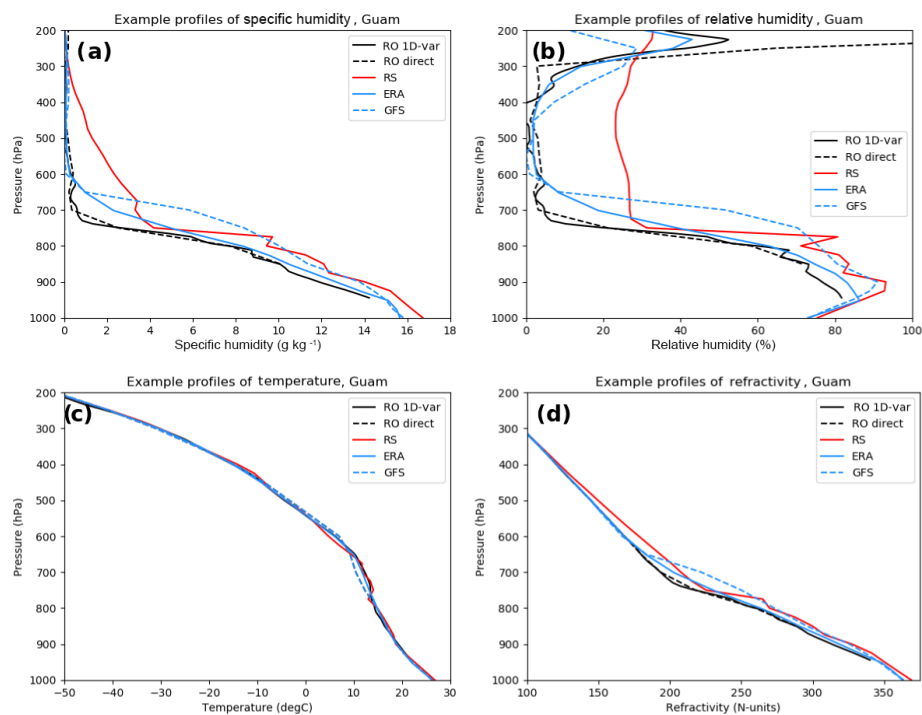 Example profiles of specific humidity, Guam
(a)
RO 1D-var
RO direct
RS
ERA
GFS
Pressure (hPa)
200
300
400
500
600
700
800
900
1000
0 2 4 6 8 10 12 14 16 18
Specific humidity (g kg⁻¹)
Example profiles of relative humidity, Guam
(b)
RO 1D-var
RO direct
RS
ERA
GFS
Pressure (hPa)
200
300
400
500
600
700
800
900
1000
0 20 40 60 80 100
Relative humidity (%)
Example profiles of temperature, Guam
(c)
RO 1D-var
RO direct
RS
ERA
GFS
Pressure (hPa)
200
300
400
500
600
700
800
900
1000
−50 −40 −30 −20 −10 0 10 20 30
Temperature (degC)
Example profiles of refractivity, Guam
(d)
RO 1D-var
RO direct
RS
ERA
GFS
Pressure (hPa)
200
300
400
500
600
700
800
900
1000
100 150 200 250 300 350
Refractivity (N-units)